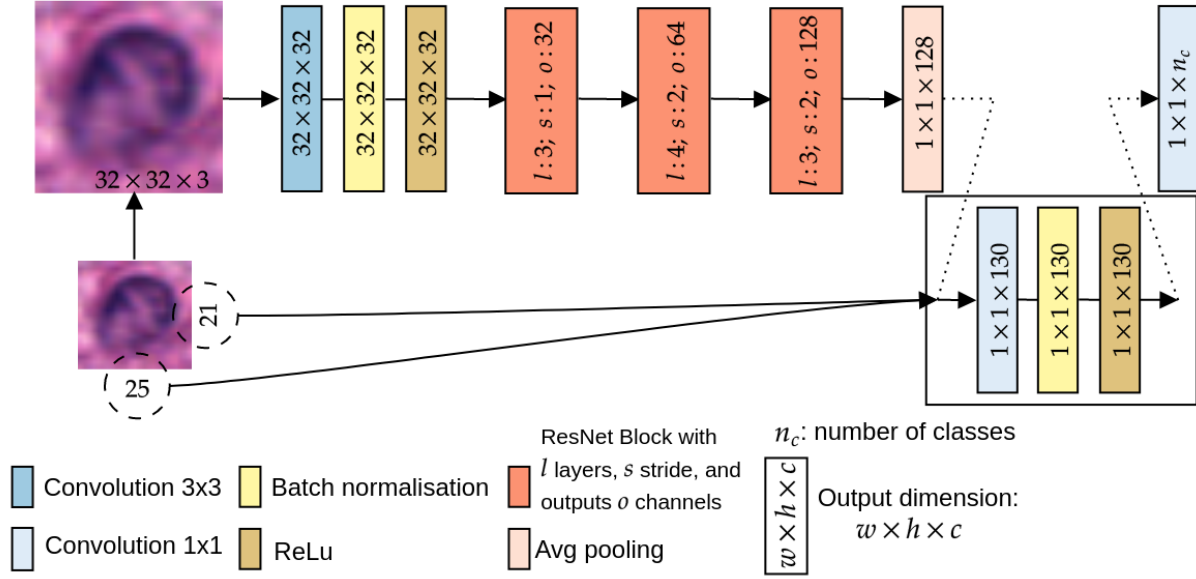 32 × 32 × 3
32 × 32 × 32
32 × 32 × 32
32 × 32 × 32
l : 3; s : 1; o : 32
l : 4; s : 2; o : 64
l : 3; s : 2; o : 128
1 × 1 × 128
1 × 1 × n_c
21
25
1 × 1 × 130
1 × 1 × 130
1 × 1 × 130
Convolution 3x3
Convolution 1x1
Batch normalisation
ReLu
ResNet Block with
l layers, s stride, and
outputs o channels
Avg pooling
n_c: number of classes
w × h × c
Output dimension:
w × h × c